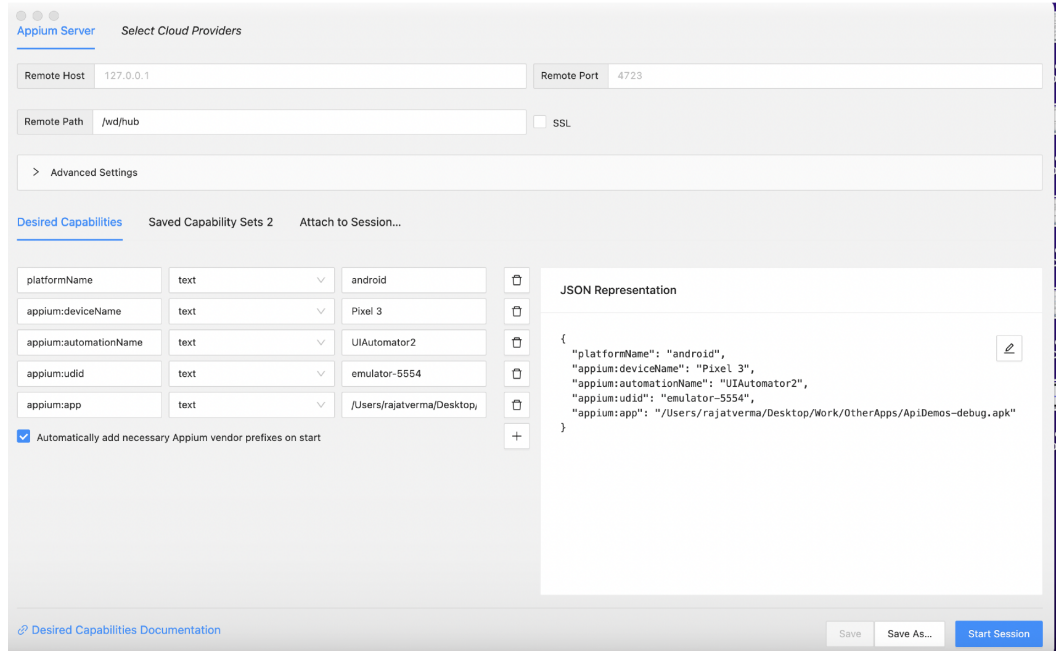 Appium Server Select Cloud Providers
Remote Host 127.0.0.1 Remote Port 4723
Remote Path /wd/hub SSL
Advanced Settings
Desired Capabilities Saved Capability Sets 2 Attach to Session...
platformName text android
appium:deviceName text Pixel 3
appium:automationName text UIAutomator2
appium:udid text emulator-5554
appium:app text /Users/rajatverma/Desktop/
Automatically add necessary Appium vendor prefixes on start
JSON Representation
{
"platformName": "android",
"appium:deviceName": "Pixel 3",
"appium:automationName": "UIAutomator2",
"appium:udid": "emulator-5554",
"appium:app": "/Users/rajatverma/Desktop/Work/OtherApps/ApiDemos-debug.apk"
}
Desired Capabilities Documentation Save Save As... Start Session